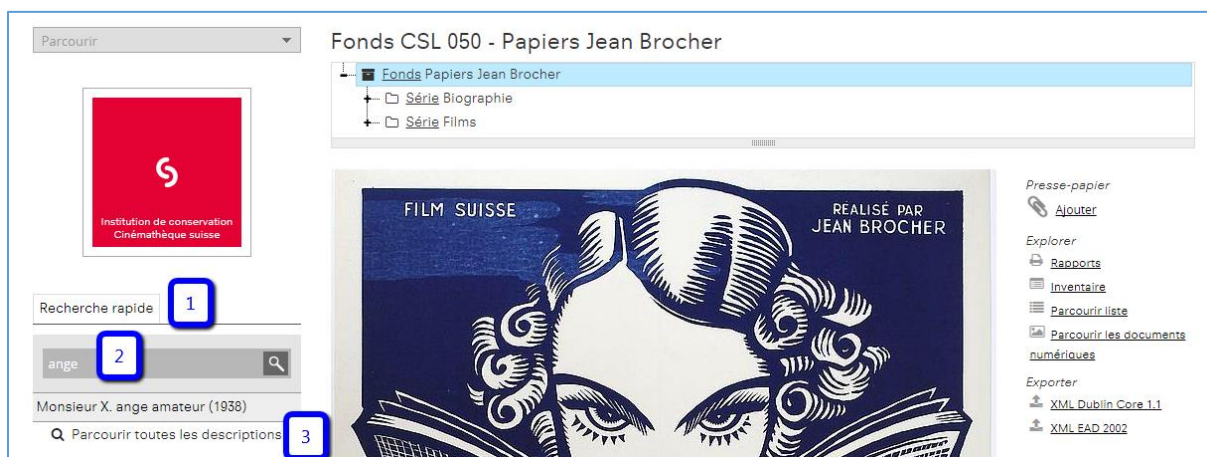 Parcourir
Institution de conservation
Cinémathèque suisse
Recherche rapide
1
ange
2
Monsieur X. ange amateur (1938)
Parcourir toutes les descriptions
3
Fonds CSL 050 - Papiers Jean Brocher
Fonds Papiers Jean Brocher
Série Biographie
Série Films
FILM SUISSE
REALISÉ PAR
JEAN BROCHER
Presse-papier
Ajouter
Explorer
Rapports
Inventaire
Parcourir liste
Parcourir les documents
numériques
Exporter
XML Dublin Core 1.1
XML EAD 2002